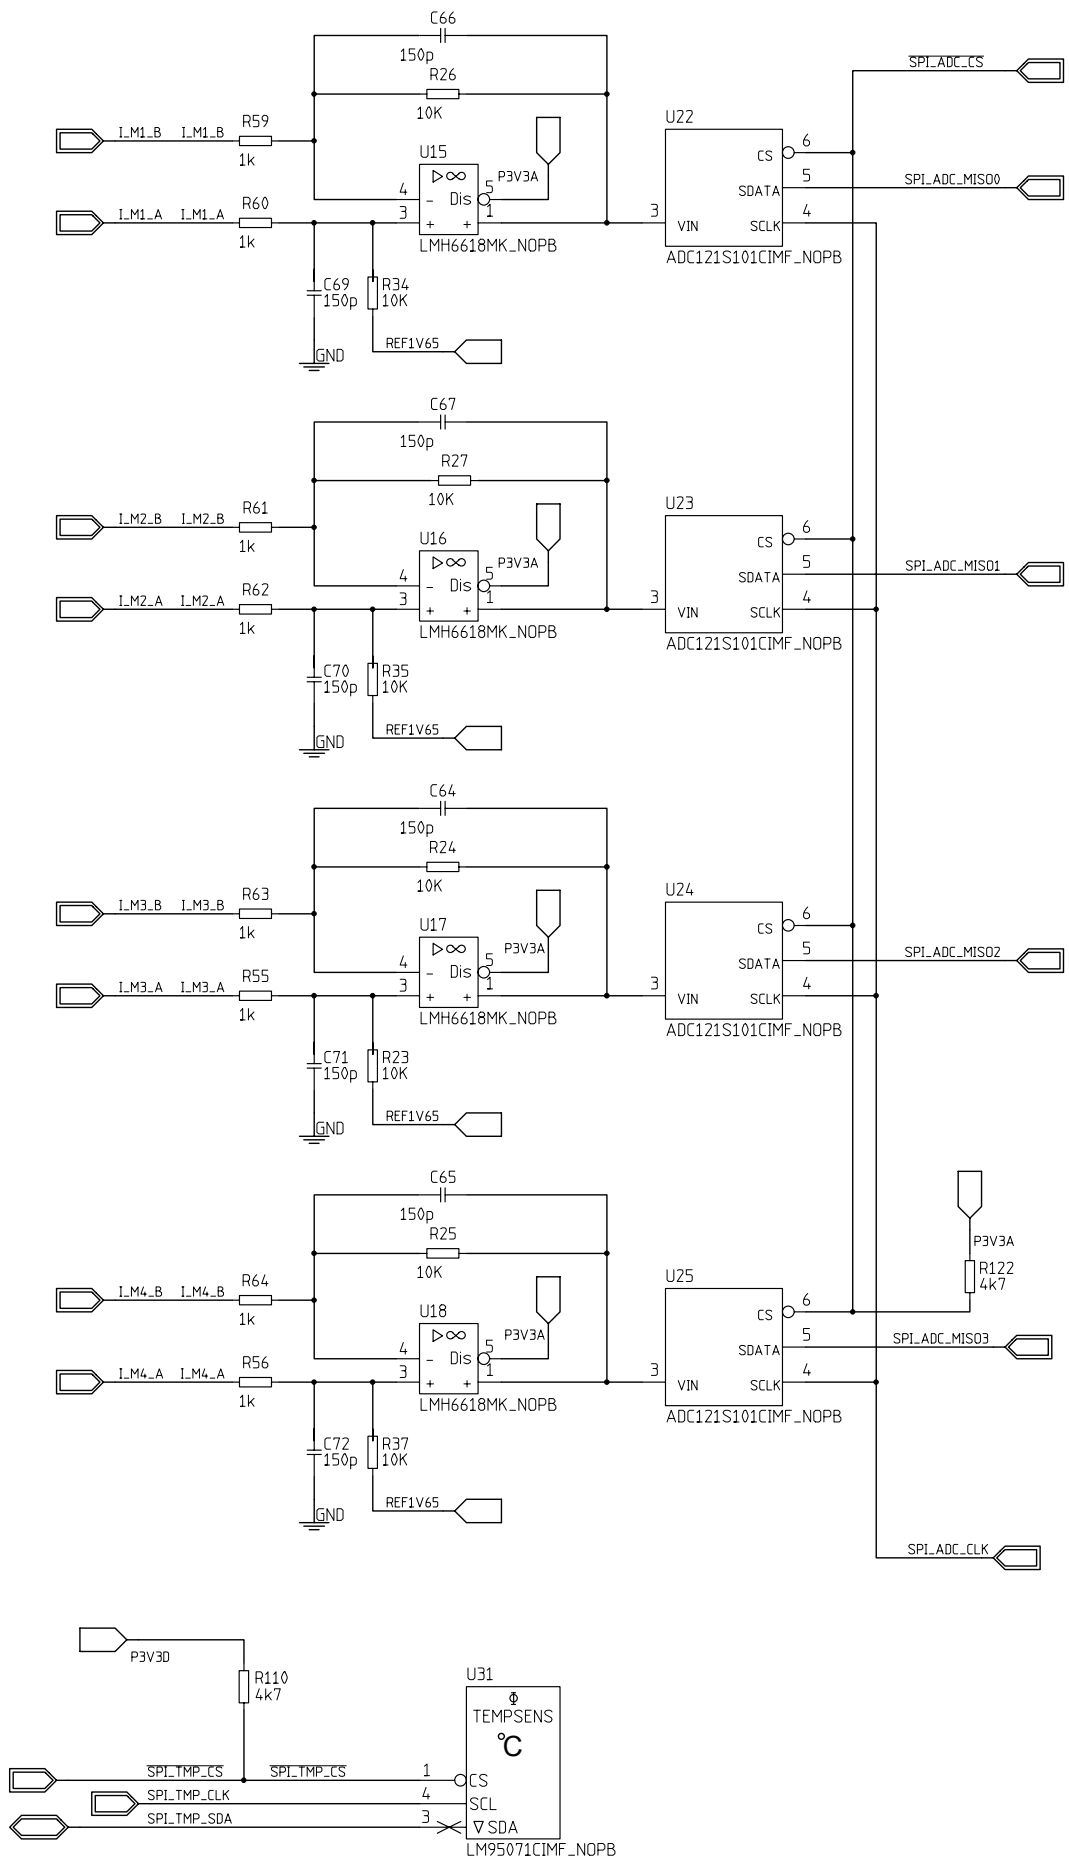 C66
150p
R26
10K
SPI_ADC_CS
I_M1_B I_M1_B
R59
1k
U15
P3V3A
4
-
Dis
5
I_M1_A I_M1_A
R60
1k
3
+
+
1
LMH6618MK_NOPB
U22
CS
6
SDATA
5
SPI_ADC_MISO0
3
VIN
SCLK
4
ADC121S101CIMF_NOPB
C69
150p
R34
10K
REF1V65
GND
C67
150p
R27
10K
I_M2_B I_M2_B
R61
1k
U16
P3V3A
4
-
Dis
5
I_M2_A I_M2_A
R62
1k
3
+
+
1
LMH6618MK_NOPB
U23
CS
6
SDATA
5
SPI_ADC_MISO1
3
VIN
SCLK
4
ADC121S101CIMF_NOPB
C70
150p
R35
10K
REF1V65
GND
C64
150p
R24
10K
I_M3_B I_M3_B
R63
1k
U17
P3V3A
4
-
Dis
5
I_M3_A I_M3_A
R55
1k
3
+
+
1
LMH6618MK_NOPB
U24
CS
6
SDATA
5
SPI_ADC_MISO2
3
VIN
SCLK
4
ADC121S101CIMF_NOPB
C71
150p
R23
10K
REF1V65
GND
C65
150p
R25
10K
I_M4_B I_M4_B
R64
1k
U18
P3V3A
4
-
Dis
5
I_M4_A I_M4_A
R56
1k
3
+
+
1
LMH6618MK_NOPB
U25
CS
6
SDATA
5
SPI_ADC_MISO3
3
VIN
SCLK
4
ADC121S101CIMF_NOPB
P3V3A
R122
4k7
C72
150p
R37
10K
REF1V65
GND
SPI_ADC_CLK
P3V3D
R110
4k7
U31
Φ
TEMPSENS
°C
SPI_TMP_CS SPI_TMP_CS
1
CS
SPI_TMP_CLK
4
SCL
SPI_TMP_SDA
3
SDA
LM95071CIMF_NOPB